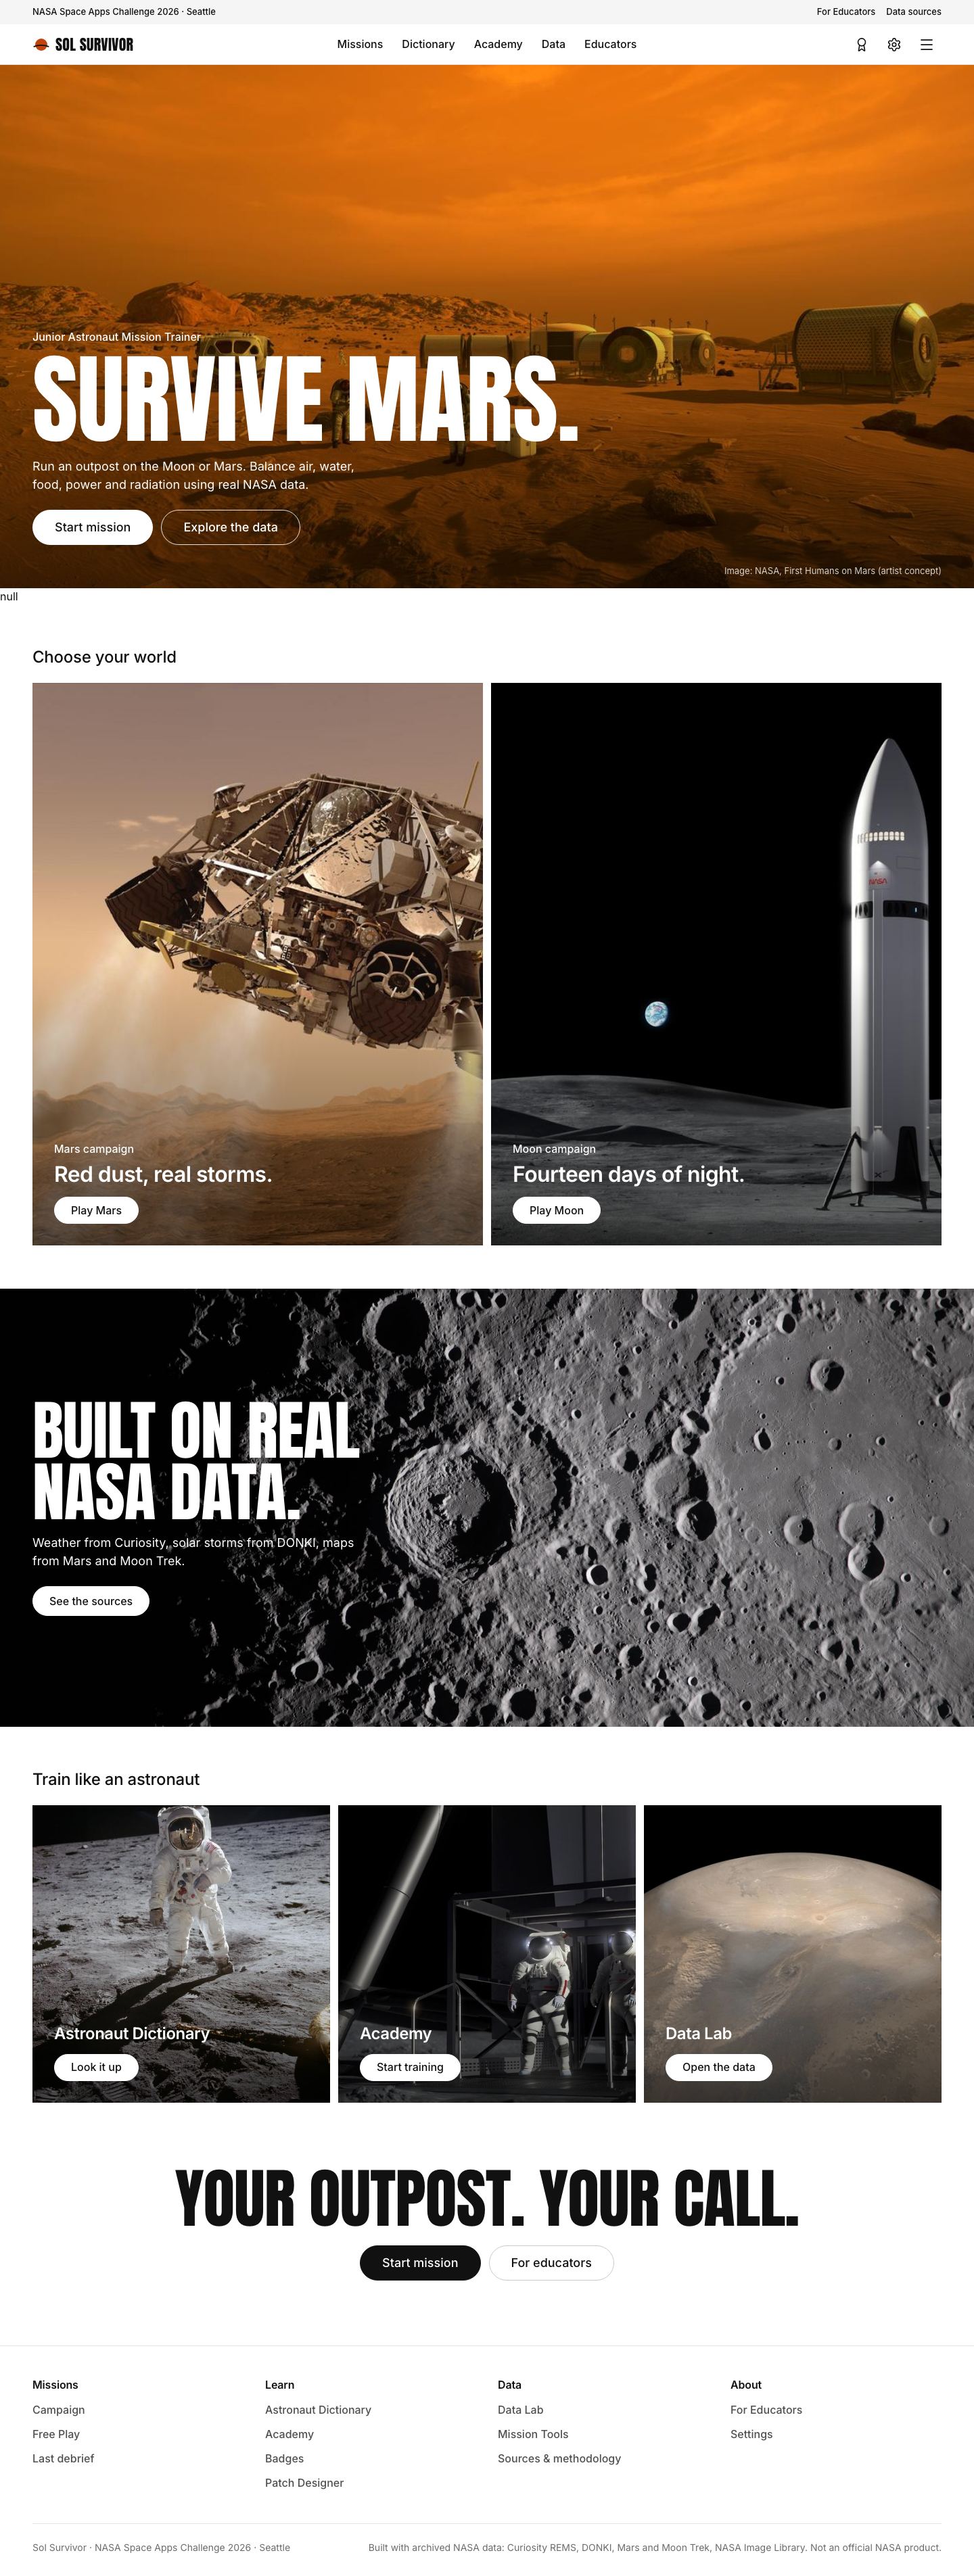 NASA Space Apps Challenge 2026 · Seattle
For Educators Data sources
SOL SURVIVOR
Missions Dictionary Academy Data Educators
Junior Astronaut Mission Trainer
SURVIVE MARS.
Run an outpost on the Moon or Mars. Balance air, water,
food, power and radiation using real NASA data.
Start mission
Explore the data
Image: NASA, First Humans on Mars (artist concept)
null
Choose your world
Mars campaign
Red dust, real storms.
Play Mars
NASA
Moon campaign
Fourteen days of night.
Play Moon
BUILT ON REAL
NASA DATA.
Weather from Curiosity, solar storms from DONKI, maps
from Mars and Moon Trek.
See the sources
Train like an astronaut
Astronaut Dictionary
Look it up
Academy
Start training
Data Lab
Open the data
YOUR OUTPOST. YOUR CALL.
Start mission
For educators
Missions
Campaign
Free Play
Last debrief
Learn
Astronaut Dictionary
Academy
Badges
Patch Designer
Data
Data Lab
Mission Tools
Sources & methodology
About
For Educators
Settings
Sol Survivor · NASA Space Apps Challenge 2026 · Seattle
Built with archived NASA data: Curiosity REMS, DONKI, Mars and Moon Trek, NASA Image Library. Not an official NASA product.